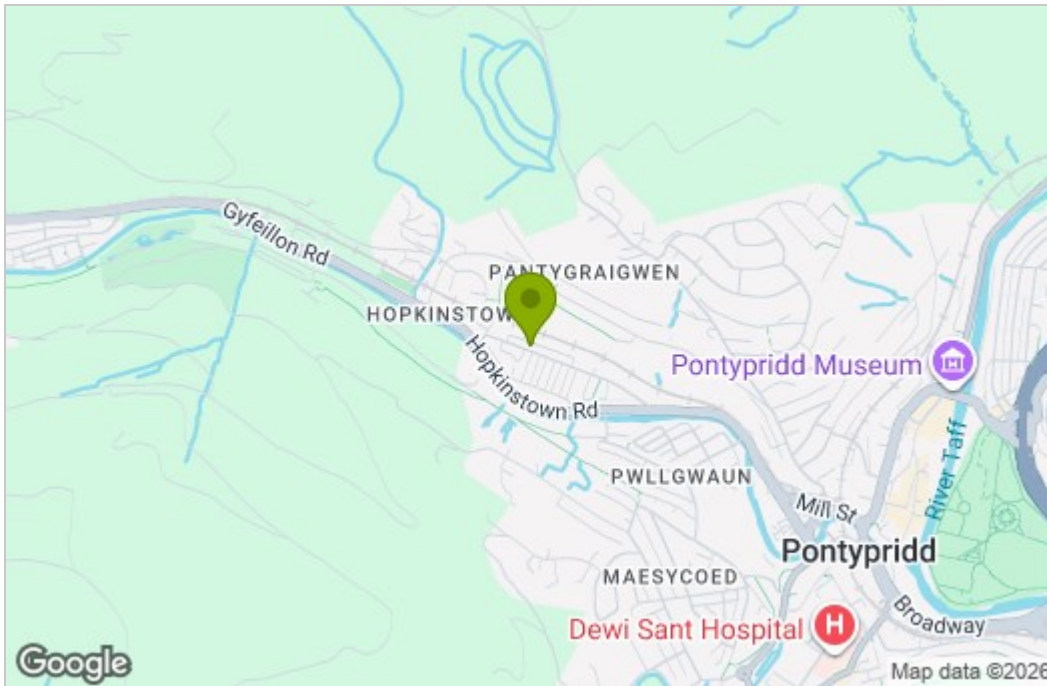 Gyfeillon Rd
PANTYGRAIGWEN
HOPKINSTOW
Hopkinstown Rd
Pontypridd Museum
River Taff
PWLLGWAUN
Mill St
Pontypridd
MAESYCOED
Dewi Sant Hospital
H
Broadway
Google
Map data ©2026